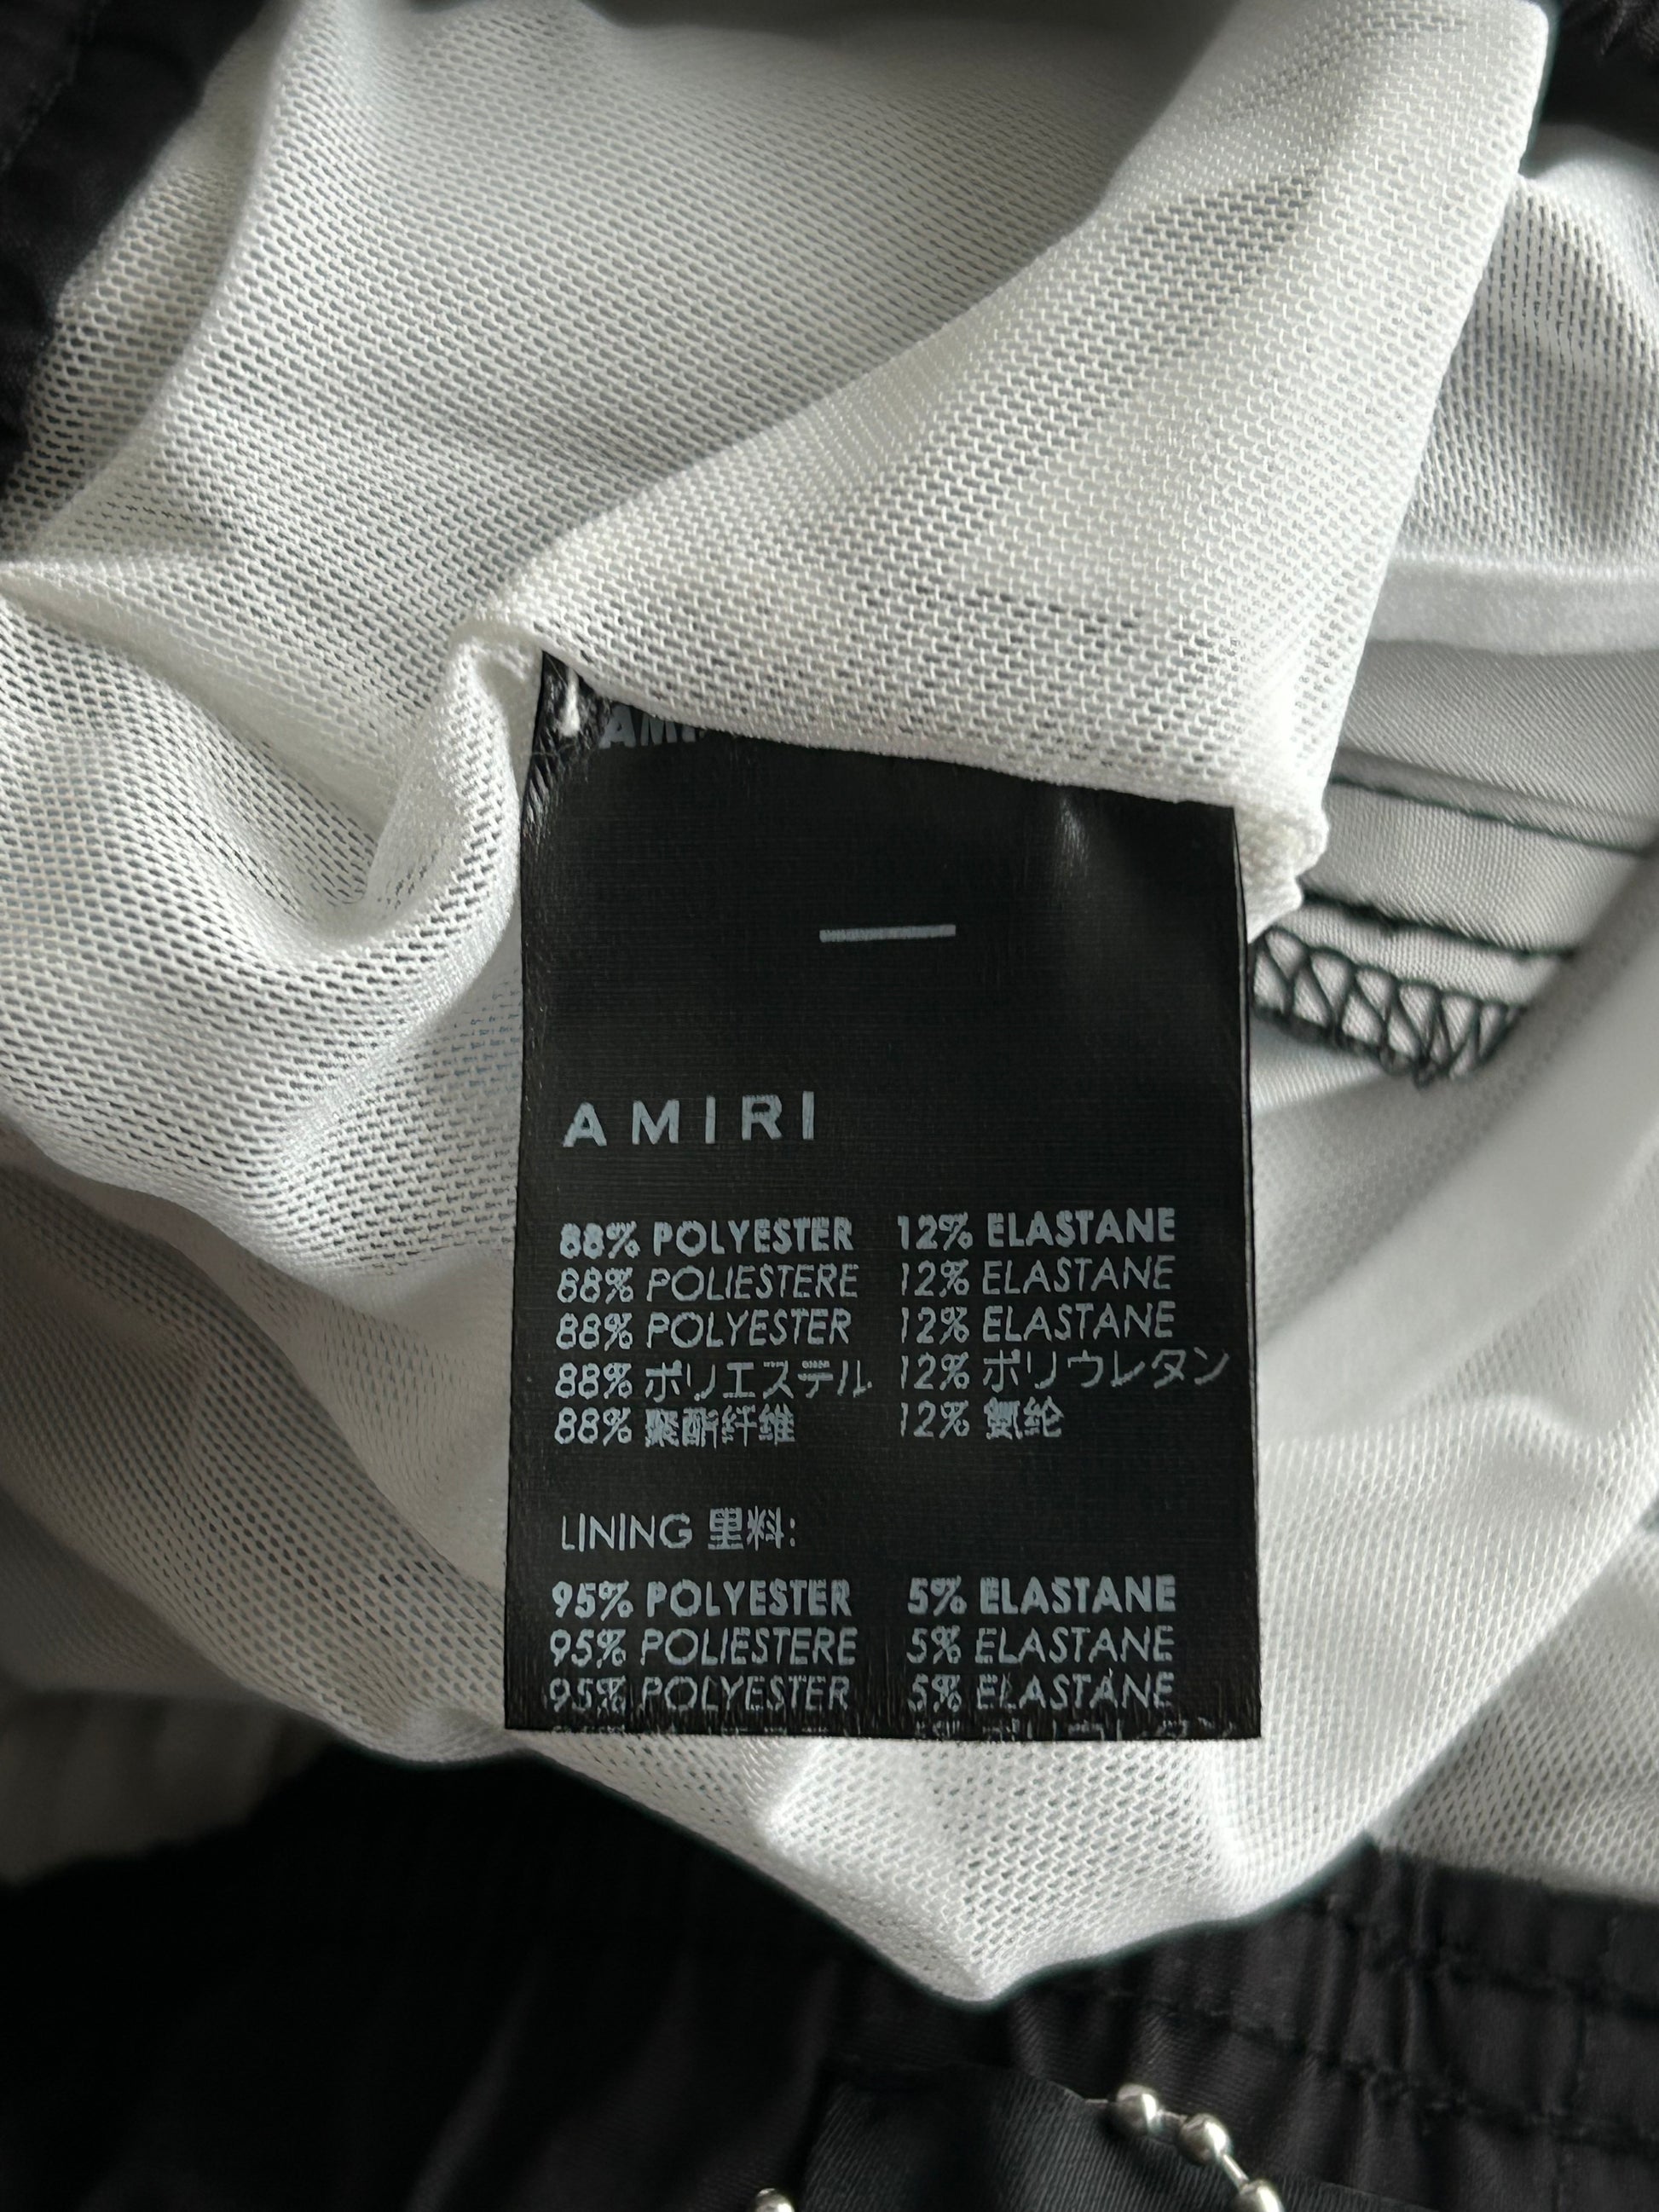 AMIRI
88% POLYESTER 12% ELASTANE
88% POLIESTERE 12% ELASTANE
88% POLYESTER 12% ELASTANE
88% ポリエステル 12% ポリウレタン
88% 聚酯纤维 12% 氨纶
LINING 里料:
95% POLYESTER 5% ELASTANE
95% POLIESTERE 5% ELASTANE
95% POLYESTER 5% ELASTANE